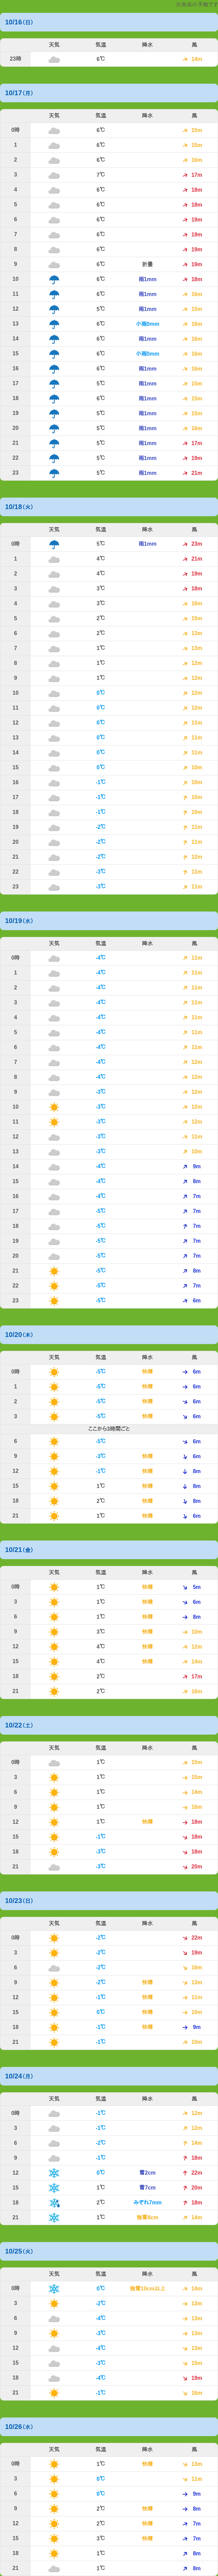 の予報です
10/16(日)
天気 気温 降水 風
23時 6℃ 14m
10/17(月)
天気 気温 降水 風
0時 6℃ 15m
1 6℃ 15m
2 6℃ 16m
3 7℃ 17m
4 6℃ 18m
5 6℃ 18m
6 6℃ 19m
7 6℃ 19m
8 6℃ 19m
9 6℃ 折畳 19m
10 6℃ 雨1mm 18m
11 6℃ 雨1mm 16m
12 5℃ 雨1mm 15m
13 6℃ 小雨0mm 16m
14 6℃ 雨1mm 16m
15 6℃ 小雨0mm 16m
16 6℃ 雨1mm 16m
17 5℃ 雨1mm 15m
18 6℃ 雨1mm 15m
19 5℃ 雨1mm 15m
20 5℃ 雨1mm 16m
21 5℃ 雨1mm 17m
22 5℃ 雨1mm 19m
23 5℃ 雨1mm 21m
10/18(火)
天気 気温 降水 風
0時 5℃ 雨1mm 23m
1 4℃ 21m
2 4℃ 19m
3 3℃ 18m
4 3℃ 16m
5 2℃ 15m
6 2℃ 13m
7 1℃ 13m
8 1℃ 12m
9 1℃ 12m
10 0℃ 12m
11 0℃ 12m
12 0℃ 11m
13 0℃ 11m
14 0℃ 11m
15 0℃ 10m
16 -1℃ 10m
17 -1℃ 10m
18 -1℃ 10m
19 -2℃ 11m
20 -2℃ 11m
21 -2℃ 12m
22 -3℃ 11m
23 -3℃ 11m
10/19(水)
天気 気温 降水 風
0時 -4℃ 11m
1 -4℃ 11m
2 -4℃ 11m
3 -4℃ 11m
4 -4℃ 11m
5 -4℃ 11m
6 -4℃ 12m
7 -4℃ 12m
8 -4℃ 12m
9 -3℃ 12m
10 -3℃ 12m
11 -3℃ 12m
12 -3℃ 11m
13 -3℃ 10m
14 -4℃ 9m
15 -4℃ 8m
16 -4℃ 7m
17 -5℃ 7m
18 -5℃ 7m
19 -5℃ 7m
20 -5℃ 7m
21 -5℃ 8m
22 -5℃ 7m
23 -5℃ 6m
10/20(木)
天気 気温 降水 風
0時 -5℃ 快晴 6m
1 -5℃ 快晴 6m
2 -5℃ 快晴 6m
3 -5℃ 快晴 6m
ここから3時間ごと
6 -5℃ 6m
9 -3℃ 快晴 6m
12 -1℃ 快晴 8m
15 1℃ 快晴 8m
18 2℃ 快晴 8m
21 1℃ 快晴 6m
10/21(金)
天気 気温 降水 風
0時 1℃ 快晴 5m
3 1℃ 快晴 6m
6 1℃ 快晴 8m
9 3℃ 快晴 10m
12 4℃ 快晴 12m
15 4℃ 快晴 14m
18 2℃ 17m
21 2℃ 16m
10/22(土)
天気 気温 降水 風
0時 1℃ 15m
3 1℃ 15m
6 1℃ 14m
9 1℃ 16m
12 1℃ 快晴 18m
15 -1℃ 18m
18 -3℃ 18m
21 -3℃ 20m
10/23(日)
天気 気温 降水 風
0時 -2℃ 22m
3 -2℃ 19m
6 -2℃ 16m
9 -2℃ 快晴 13m
12 -1℃ 快晴 11m
15 0℃ 快晴 10m
18 -1℃ 快晴 9m
21 -1℃ 10m
10/24(月)
天気 気温 降水 風
0時 -1℃ 12m
3 -1℃ 12m
6 -2℃ 14m
9 -1℃ 18m
12 0℃ 雪2cm 22m
15 1℃ 雪7cm 20m
18 2℃ みぞれ7mm 18m
21 1℃ 強雪8cm 14m
10/25(火)
天気 気温 降水 風
0時 0℃ 強雪10cm以上 14m
3 -2℃ 13m
6 -4℃ 13m
9 -3℃ 13m
12 -4℃ 15m
15 -3℃ 15m
18 -4℃ 19m
21 -1℃ 16m
10/26(水)
天気 気温 降水 風
0時 1℃ 快晴 13m
3 0℃ 11m
6 0℃ 9m
9 2℃ 快晴 8m
12 2℃ 快晴 7m
15 3℃ 快晴 7m
18 1℃ 8m
21 1℃ 8m